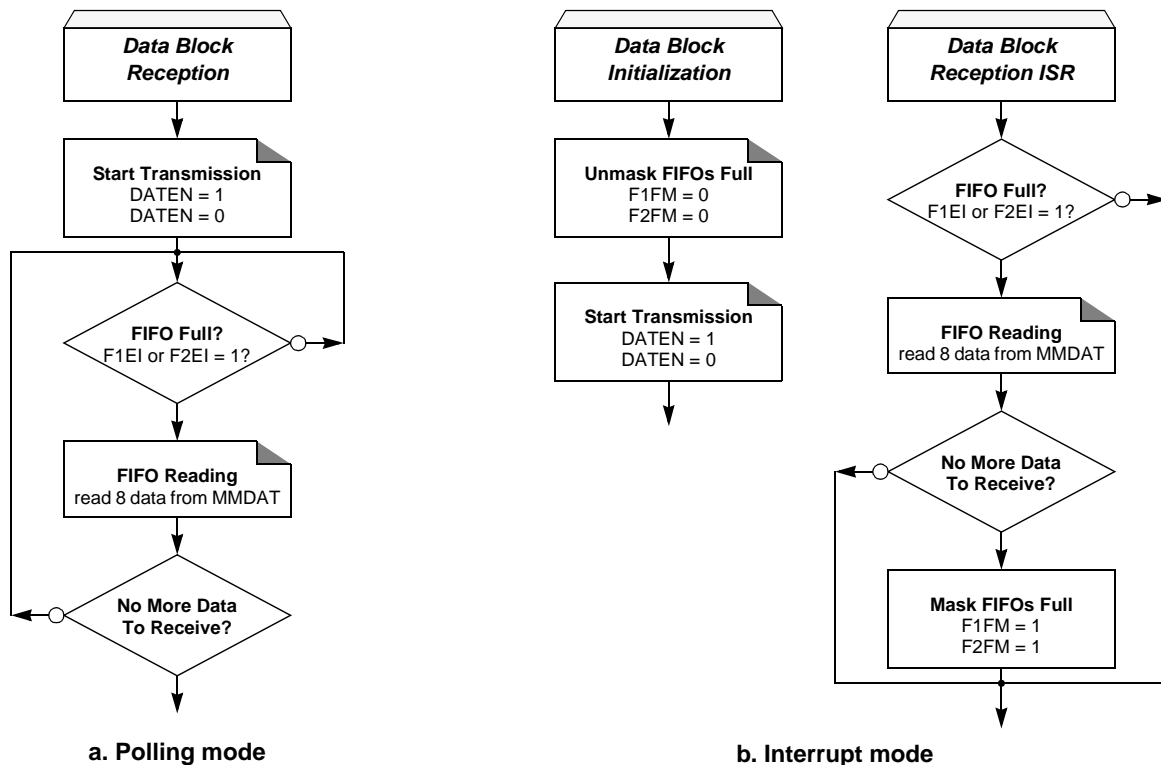 Data Block
Reception
Start Transmission
DATEN = 1
DATEN = 0
FIFO Full?
F1EI or F2EI = 1?
FIFO Reading
read 8 data from MMDAT
No More Data
To Receive?
a. Polling mode
Data Block
Initialization
Unmask FIFOs Full
F1FM = 0
F2FM = 0
Start Transmission
DATEN = 1
DATEN = 0
Data Block
Reception ISR
FIFO Full?
F1EI or F2EI = 1?
FIFO Reading
read 8 data from MMDAT
No More Data
To Receive?
Mask FIFOs Full
F1FM = 1
F2FM = 1
b. Interrupt mode